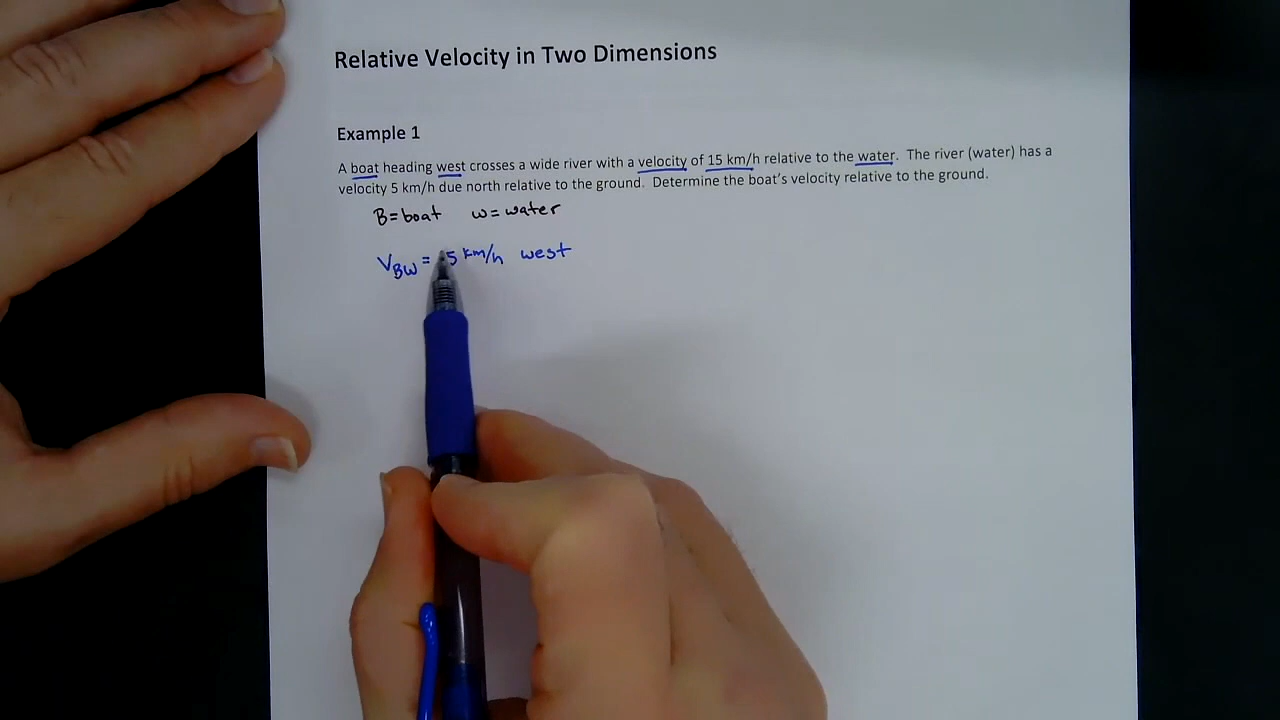 Relative Velocity in Two Dimensions
Example 1
A boat heading west crosses a wide river with a velocity of 15 km/h relative to the water. The river (water) has a
velocity 5 km/h due north relative to the ground. Determine the boat's velocity relative to the ground.
B=boat w=water
VBW = 5 km/h west